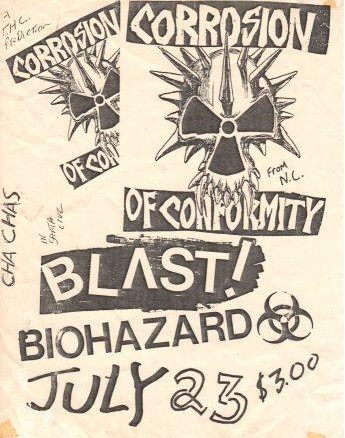 A
T.H.C.
PRODUCTION
CORROSION
OF CONFORMITY
CORROSION
OF CONFORMITY
FROM
N.C.
CHA CHAS
IN
SANTA
CRUZ
BLAST!
BIOHAZARD
JULY 23 $3.00